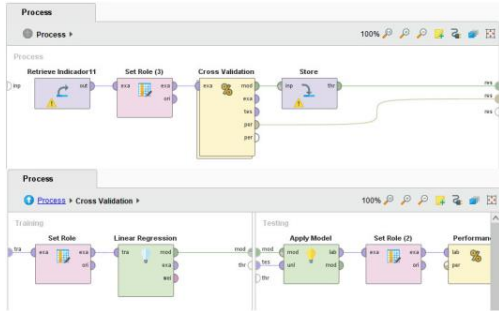 Process
Process
100%
Process
Retrieve Indicador11
Set Role (3)
Cross Validation
Store
inp
out
exa
exa
ori
exa
mod
exa
tes
per
per
inp
thr
res
res
res
Process
Process Cross Validation
100%
Training
Testing
Set Role
Linear Regression
Apply Model
Set Role (2)
Performan
tra
exa
exa
ori
tra
mod
exa
wei
mod
thr
mod
tes
thr
mod
unl
lab
mod
exa
exa
ori
lab
per